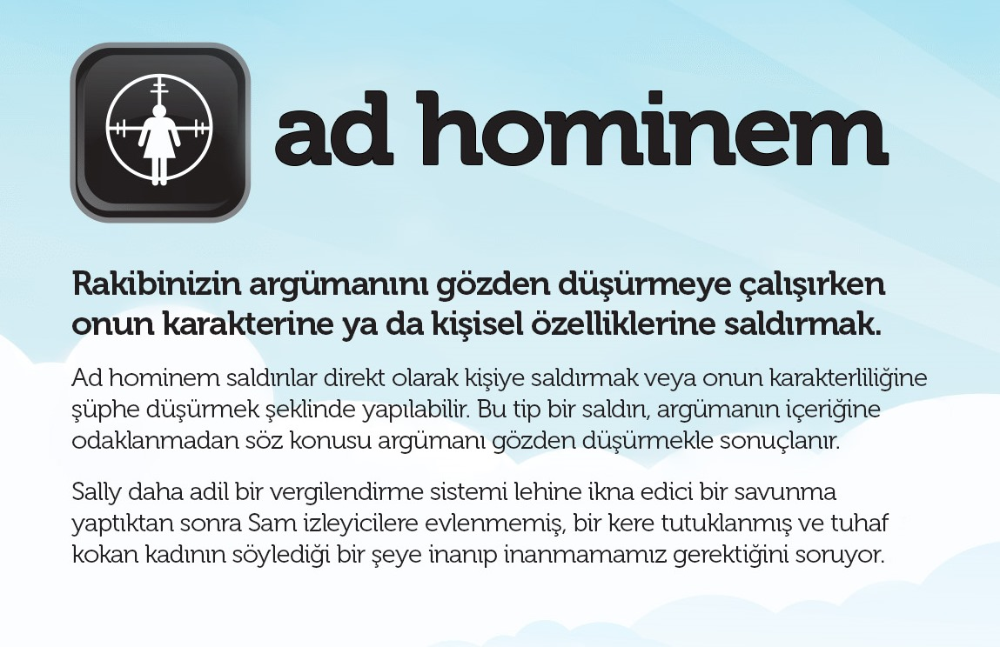 ad hominem
Rakibinizin argümanını gözden düşürmeye çalışırken
onun karakterine ya da kişisel özelliklerine saldırmak.
Ad hominem saldırılar direkt olarak kişiye saldırmak veya onun karakterliliğine
şüphe düşürmek şeklinde yapılabilir. Bu tip bir saldırı, argümanın içeriğine
odaklanmadan söz konusu argümanı gözden düşürmekle sonuçlanır.
Sally daha adil bir vergilendirme sistemi lehine ikna edici bir savunma
yaptıktan sonra Sam izleyicilere evlenmemiş, bir kere tutuklanmış ve tuhaf
kokan kadının söylediği bir şeye inanıp inanmamamız gerektiğini soruyor.